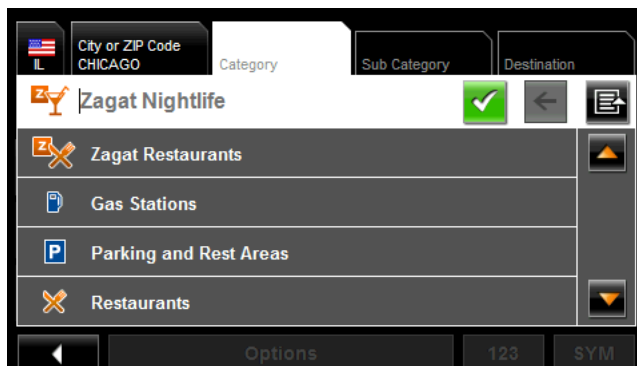 IL
City or ZIP Code
CHICAGO
Category
Sub Category
Destination
Z
Zagat Nightlife
Z
Zagat Restaurants
Gas Stations
P
Parking and Rest Areas
Restaurants
Options
123
SYM